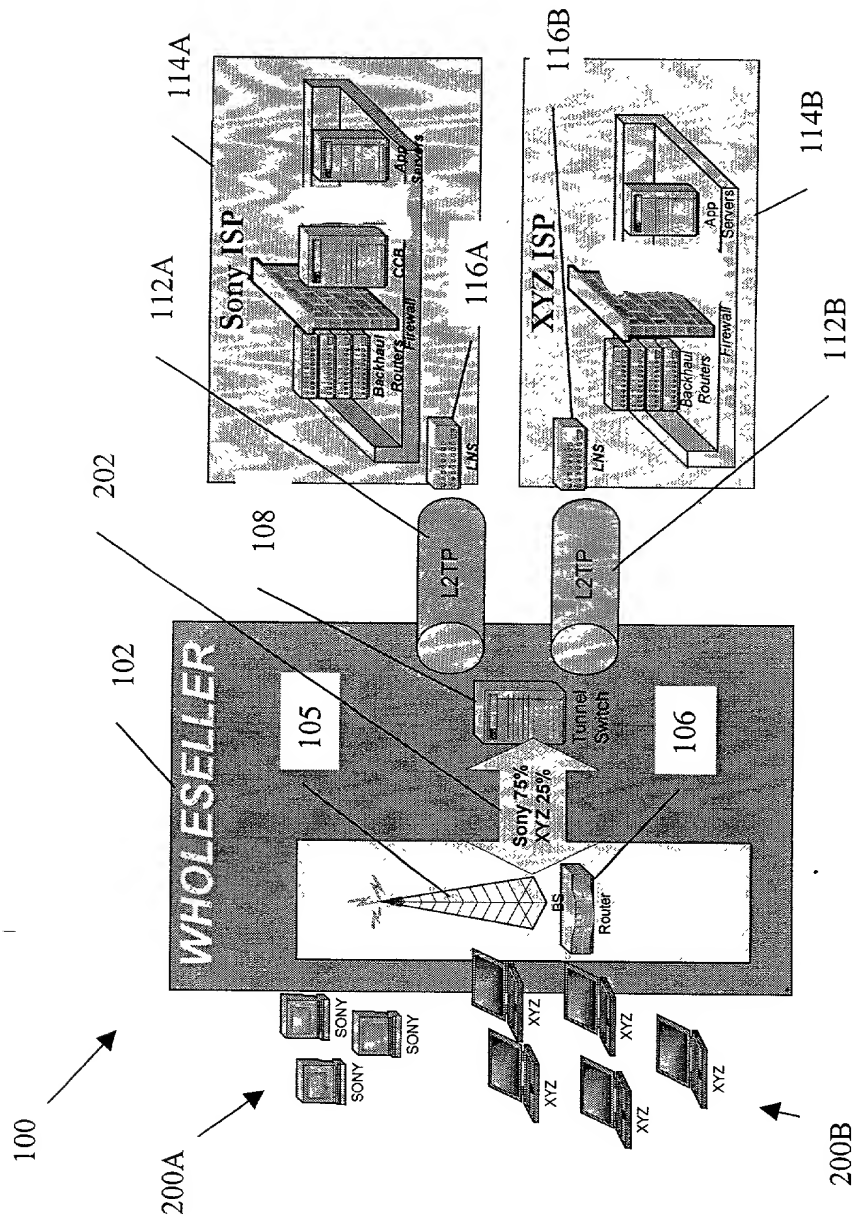 100
200A
SONY
SONY
SONY
XYZ
XYZ
XYZ
XYZ
XYZ
200B
102
WHOLESELLER
105
BS
Router
106
202
Sony 75%
XYZ 25%
108
Tunnel
Switch
112A
L2TP
L2TP
112B
114A
Sony ISP
Backhaul
Routers
Firewall
CCB
App
Servers
LNS
116A
116B
XYZ ISP
Backhaul
Routers
Firewall
App
Servers
LNS
114B